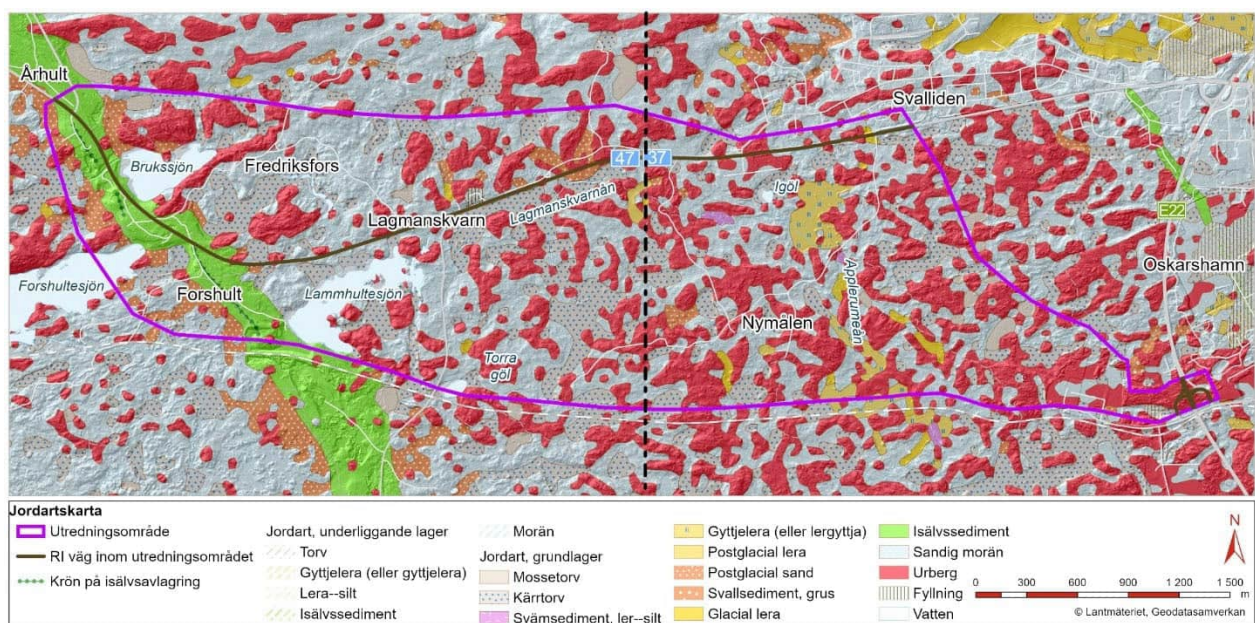 Århult
Svalliden
Bruksjön
Fredriksfors
47
37
Igöl
Lagmanskvarn
Lagmanskvarnån
E22
Oskarshamn
Forshultesjön
Forshult
Lammhultesjön
Applerumeån
Nymålen
Torra
göl
Jordartskarta
Utredningsområde
RI väg inom utredningsområdet
Krön på isälvsavlagring
Jordart, underliggande lager
Torv
Gyttjelera (eller gyttjelera)
Lera--silt
Isälvssediment
Morän
Jordart, grundlager
Mossetorv
Kärrtorv
Svämsediment, ler--silt
Gyttjelera (eller lergyttja)
Postglacial lera
Postglacial sand
Svallsediment, grus
Glacial lera
Isälvssediment
Sandig morän
Urberg
Fyllning
Vatten
N
0 300 600 900 1 200 1 500
m
© Lantmäteriet, Geodatasamverkan